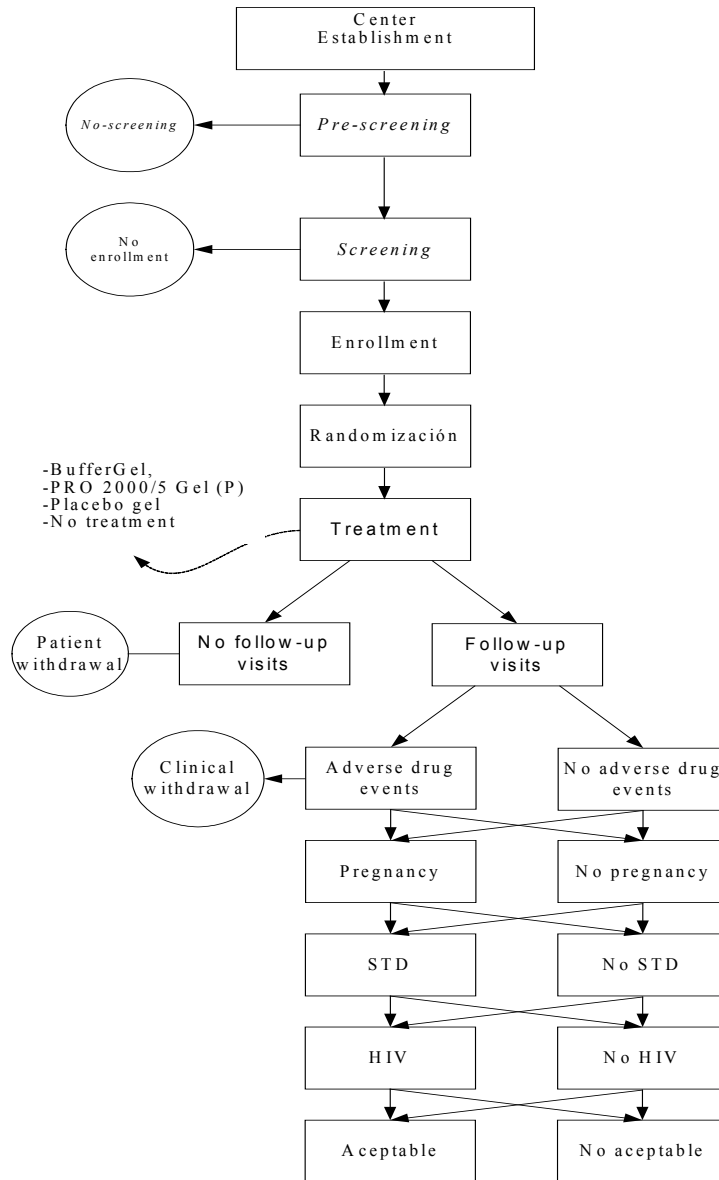 Center
Establishment
No-screening
Pre-screening
No
enrollment
Screening
Enrollment
Randomización
-BufferGel,
-PRO 2000/5 Gel (P)
-Placebo gel
-No treatment
Treatment
Patient
withdrawal
No follow-up
visits
Follow-up
visits
Clinical
withdrawal
Adverse drug
events
No adverse drug
events
Pregnancy
No pregnancy
STD
No STD
HIV
No HIV
Aceptable
No aceptable